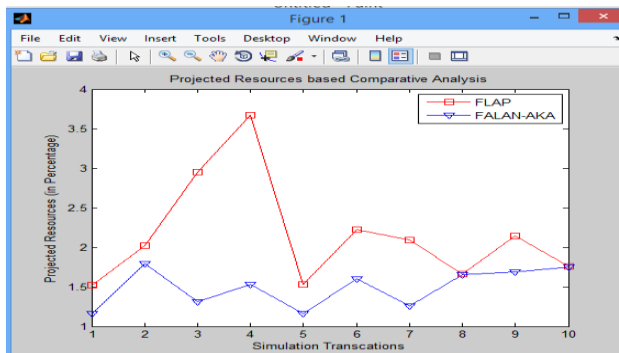 Figure 1
File Edit View Insert Tools Desktop Window Help
Projected Resources based Comparative Analysis
Projected Resources (in Percentage)
4
3.5
3
2.5
2
1.5
1
FLAP
FALAN-AKA
1 2 3 4 5 6 7 8 9 10
Simulation Transcations